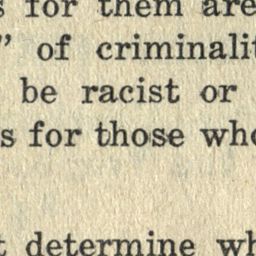 s for them are
” of criminalit
be racist or
s for those who
t determine wh